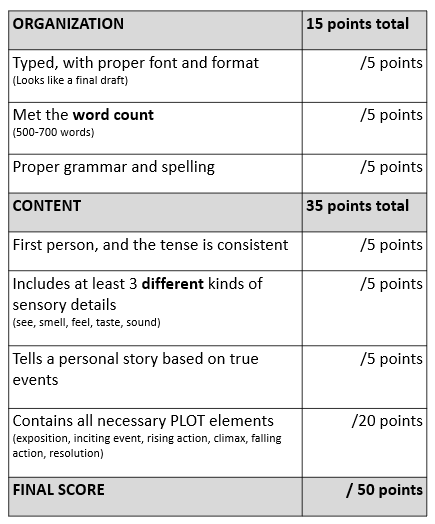 ORGANIZATION 15 points total
Typed, with proper font and format /5 points
(Looks like a final draft)
Met the word count /5 points
(500-700 words)
Proper grammar and spelling /5 points
CONTENT 35 points total
First person, and the tense is consistent /5 points
Includes at least 3 different kinds of /5 points
sensory details
(see, smell, feel, taste, sound)
Tells a personal story based on true /5 points
events
Contains all necessary PLOT elements /20 points
(exposition, inciting event, rising action, climax, falling
action, resolution)
FINAL SCORE / 50 points